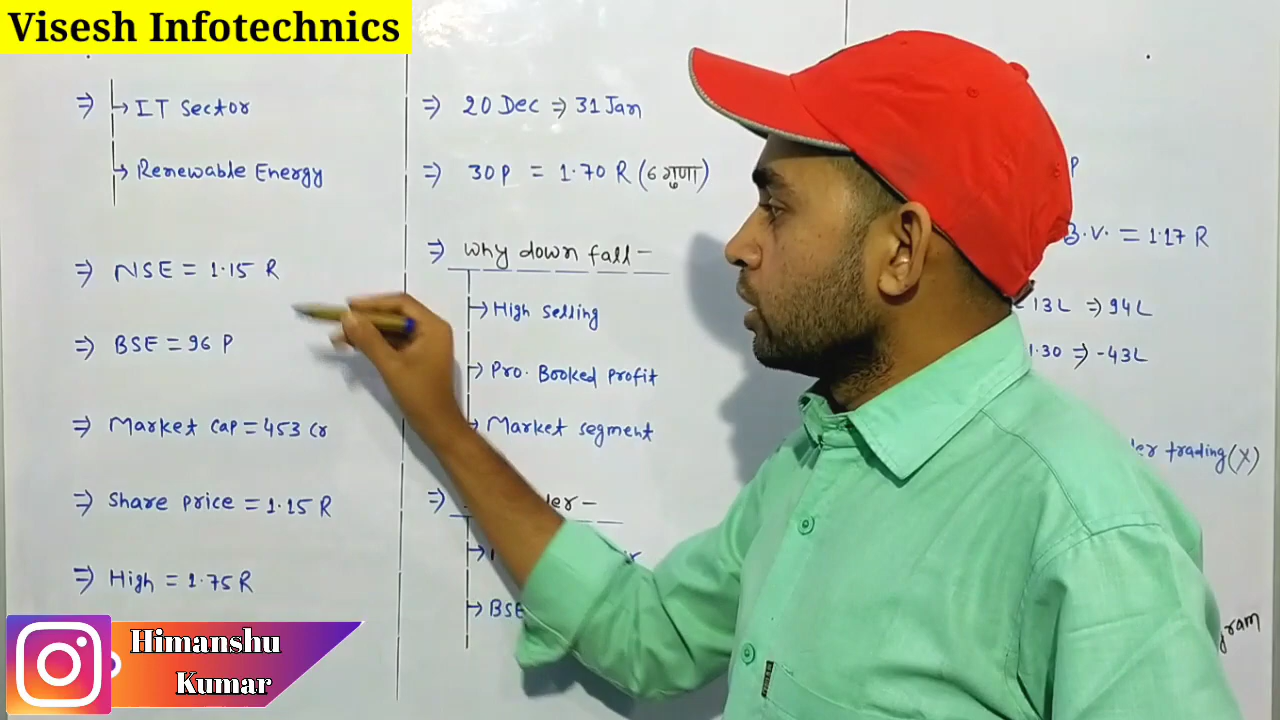 Visesh Infotechnics
⇒ → IT Sector
→ Renewable Energy
⇒ NSE = 1.15 R
⇒ BSE = 96 P
⇒ Market Cap = 453 Cr
⇒ Share price = 1.15 R
⇒ High = 1.75 R
⇒ 20 Dec ⇒ 31 Jan
⇒ 30 P = 1.70 R (6 गुणा)
⇒ Why down fall -
→ High selling
→ Pro. Booked Profit
→ Market segment
⇒
→ BSE
B.V. = 1.17 R
13L ⇒ 94L
1.30 ⇒ -43L
trading (X)
Himanshu
Kumar